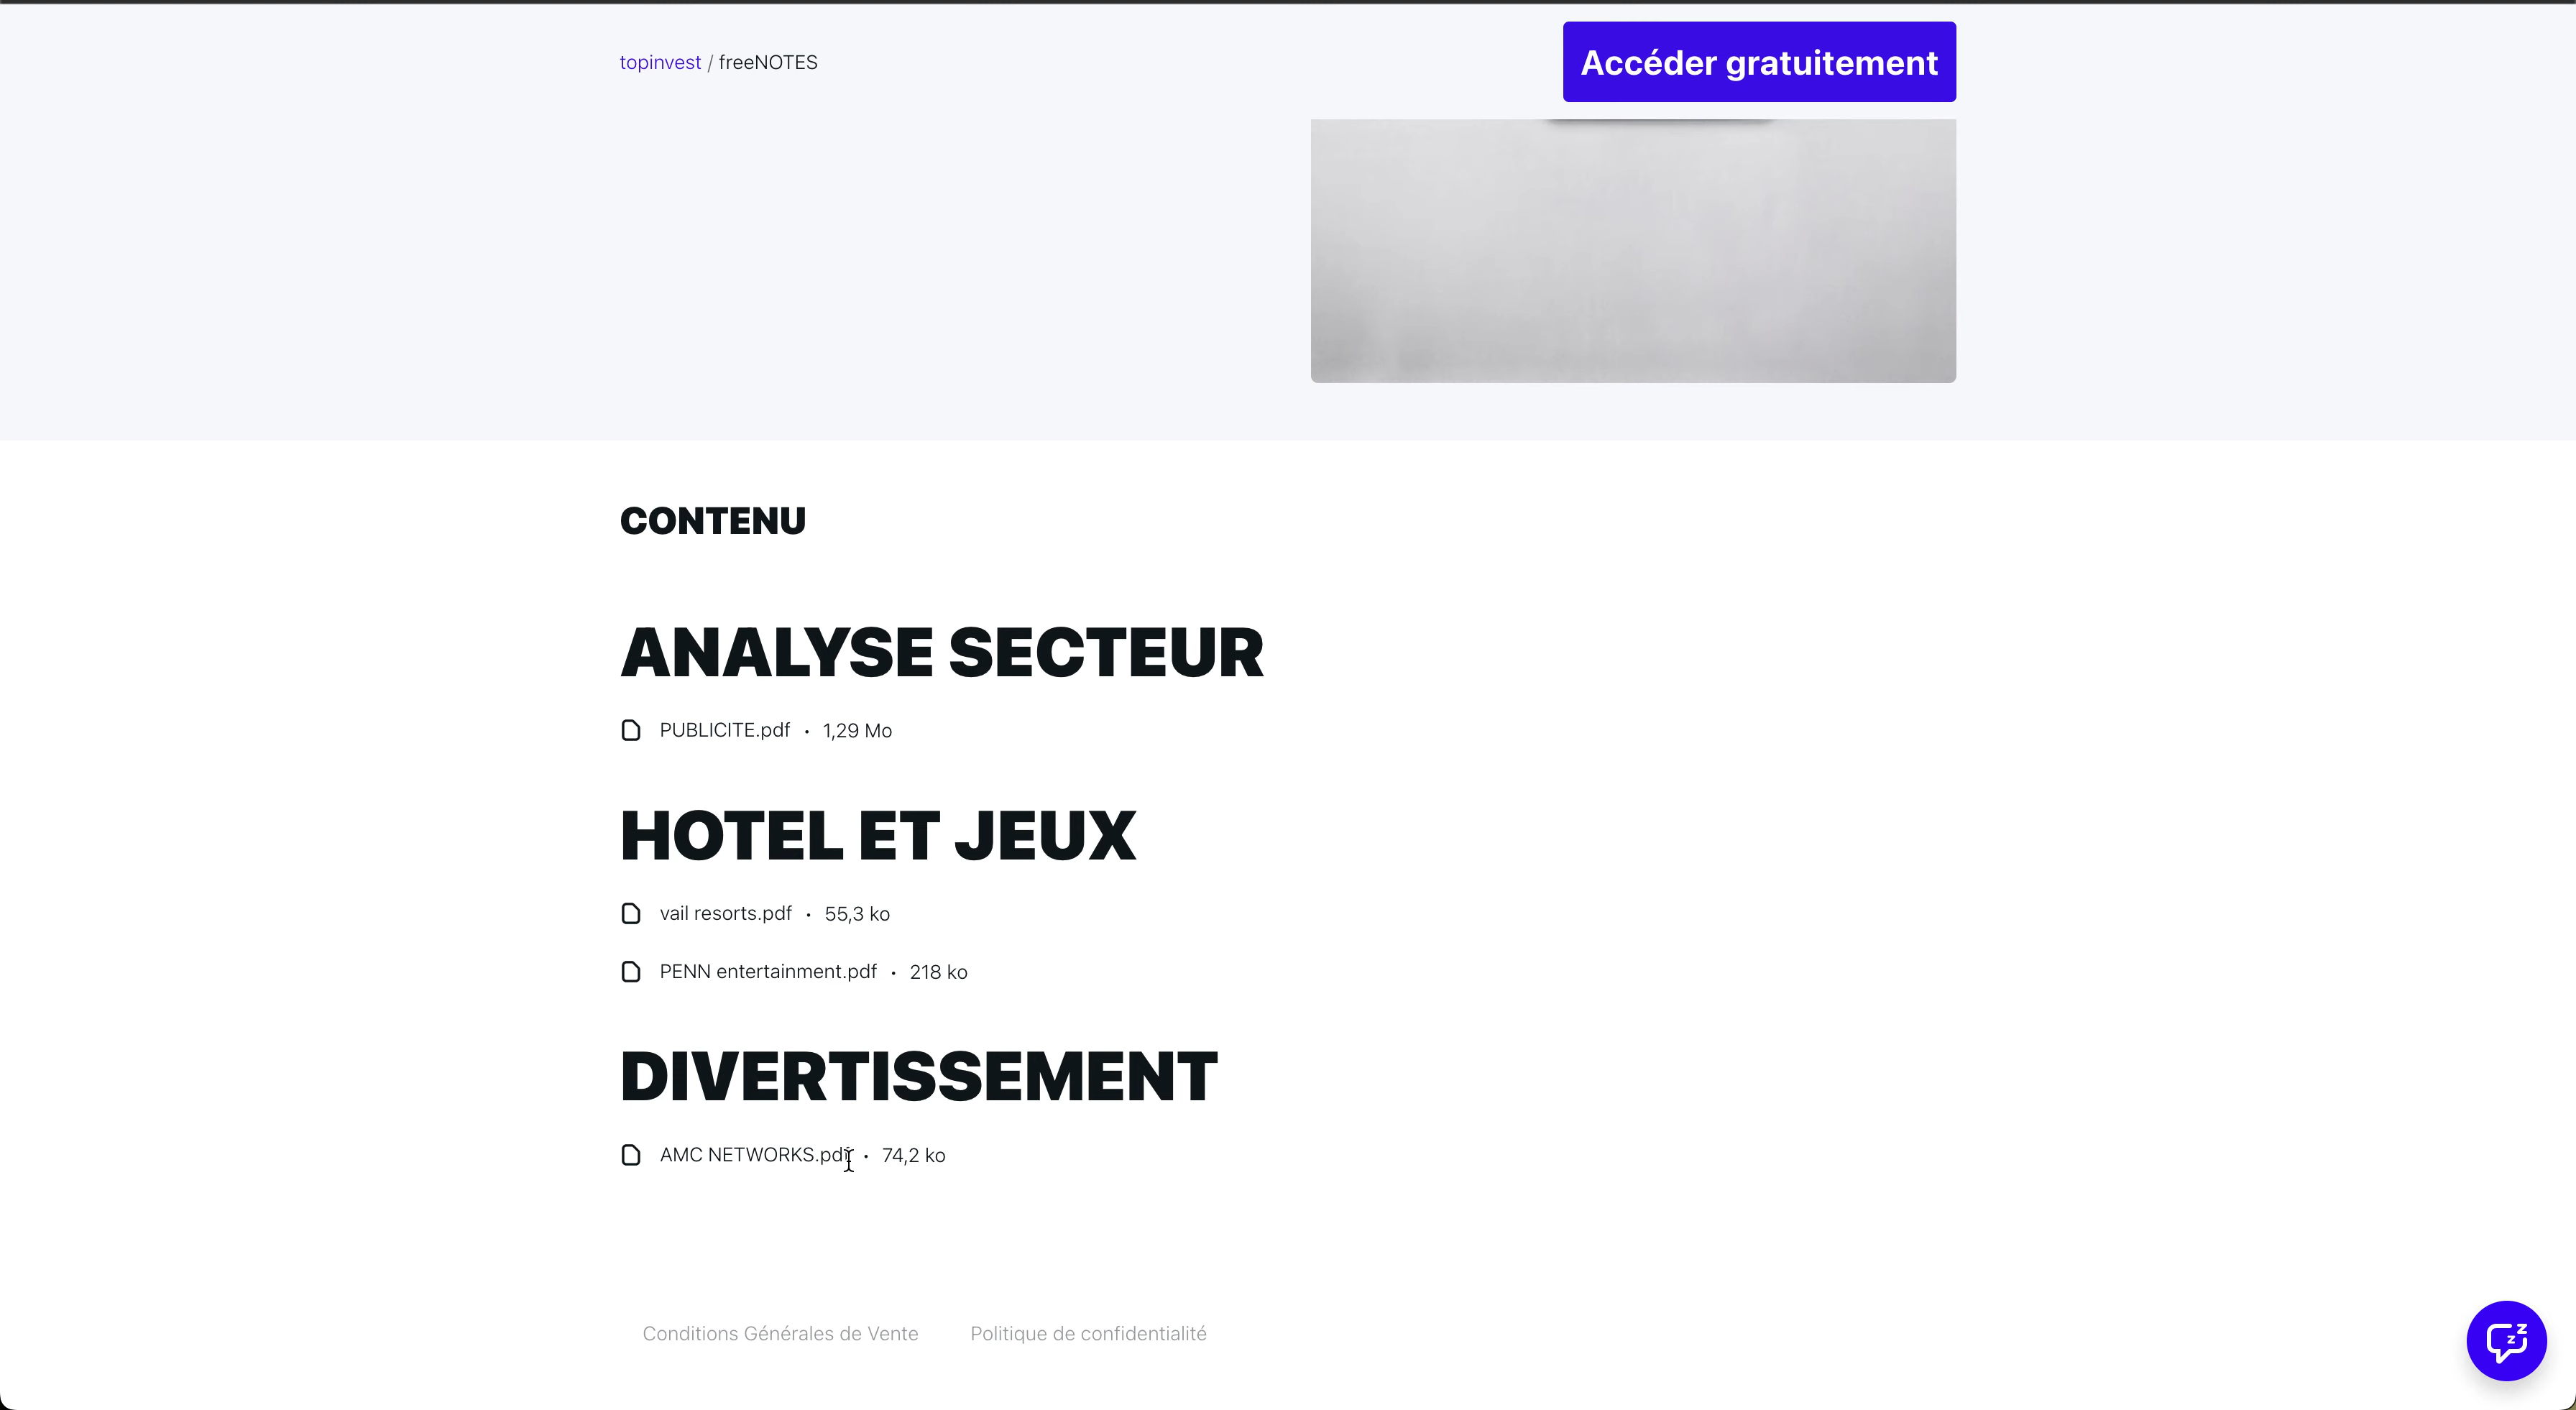 topinvest / freeNOTES
Accéder gratuitement
CONTENU
ANALYSE SECTEUR
PUBLICITE.pdf • 1,29 Mo
HOTEL ET JEUX
vail resorts.pdf • 55,3 ko
PENN entertainment.pdf • 218 ko
DIVERTISSEMENT
AMC NETWORKS.pdf • 74,2 ko
Conditions Générales de Vente Politique de confidentialité
z z